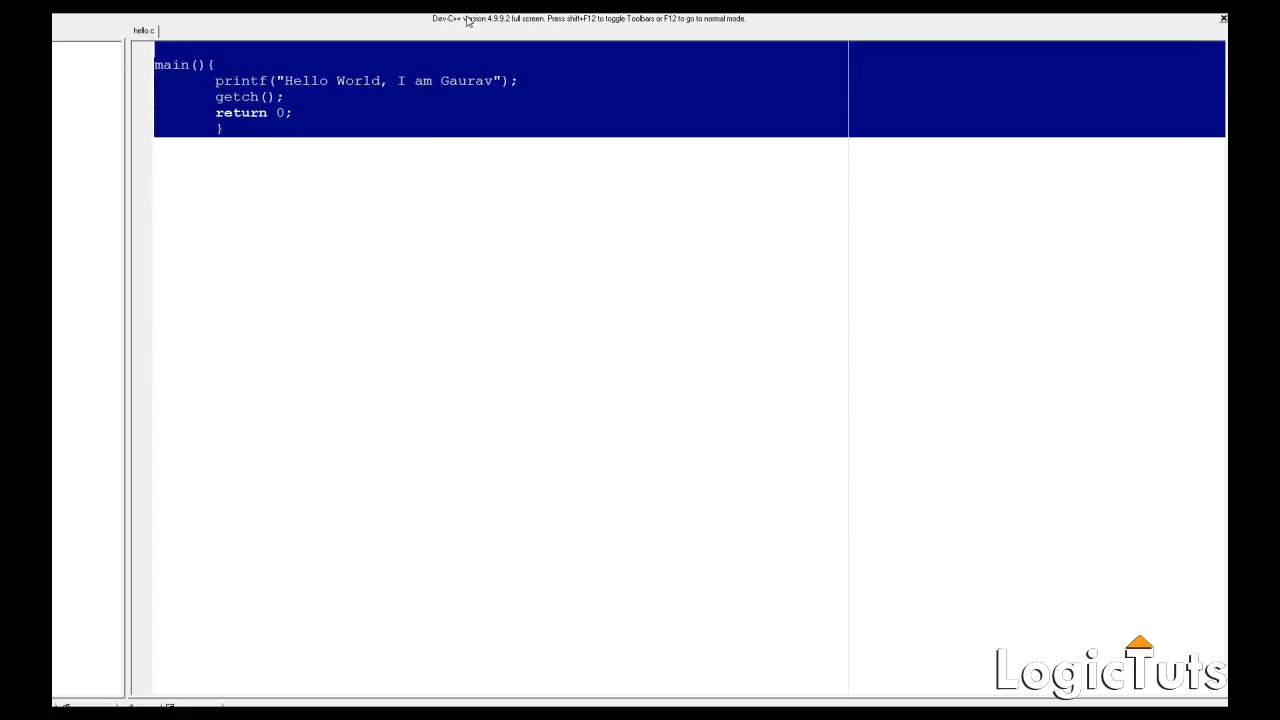 Dev-C++ version 4.9.9.2 full screen. Press shift+F12 to toggle Toolbars or F12 to go to normal mode.
hello.c
main(){
printf("Hello World, I am Gaurav");
getch();
return 0;
}
LogicTuts